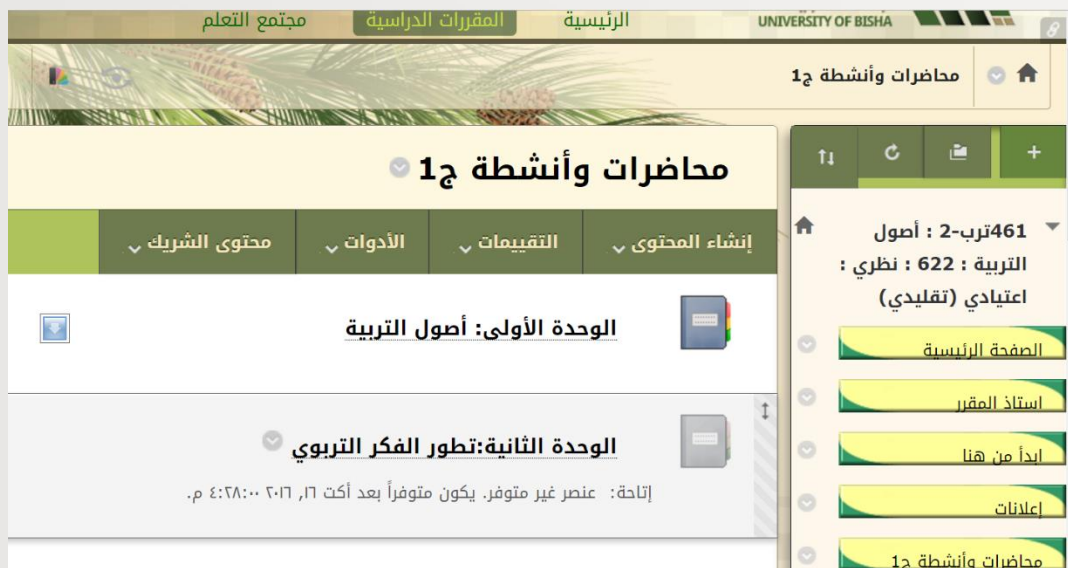 UNIVERSITY OF BISHA
الرئيسية
المقررات الدراسية
مجتمع التعلم
محاضرات وأنشطة ج1
461ترب-2 : أصول
التربية : 622 : نظري :
اعتيادي (تقليدي)
الصفحة الرئيسية
استاذ المقرر
ابدأ من هنا
إعلانات
محاضرات وأنشطة ج1
محاضرات وأنشطة ج1
إنشاء المحتوى
التقييمات
الأدوات
محتوى الشريك
الوحدة الأولى: أصول التربية
الوحدة الثانية:تطور الفكر التربوي
إتاحة: عنصر غير متوفر. يكون متوفراً بعد أكت ١٦, ٢٠١٦ ٤:٢٨:٠٠ م.